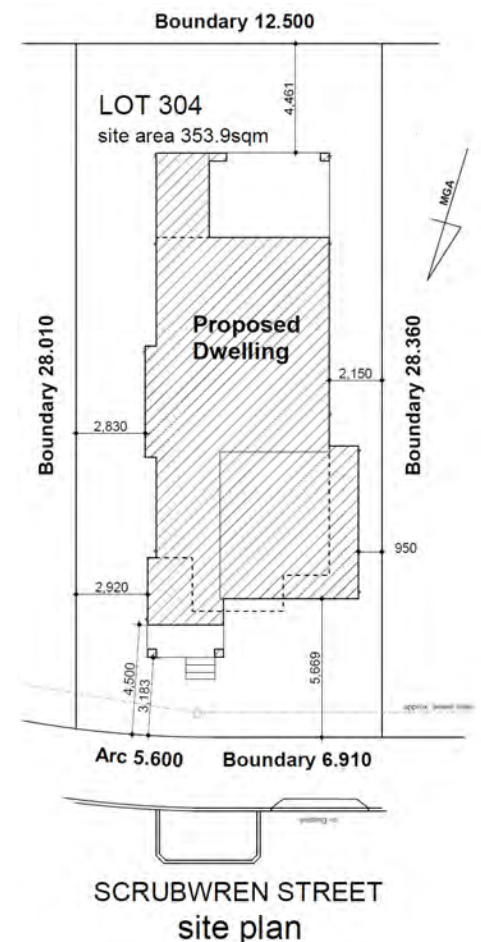 Boundary 12.500
4,461
LOT 304
site area 353.9sqm
MGA
Proposed
Dwelling
Boundary 28.010
Boundary 28.360
2,150
2,830
950
2,920
4,500
3,183
5,669
Arc 5.600
Boundary 6.910
SCRUBWREN STREET
site plan